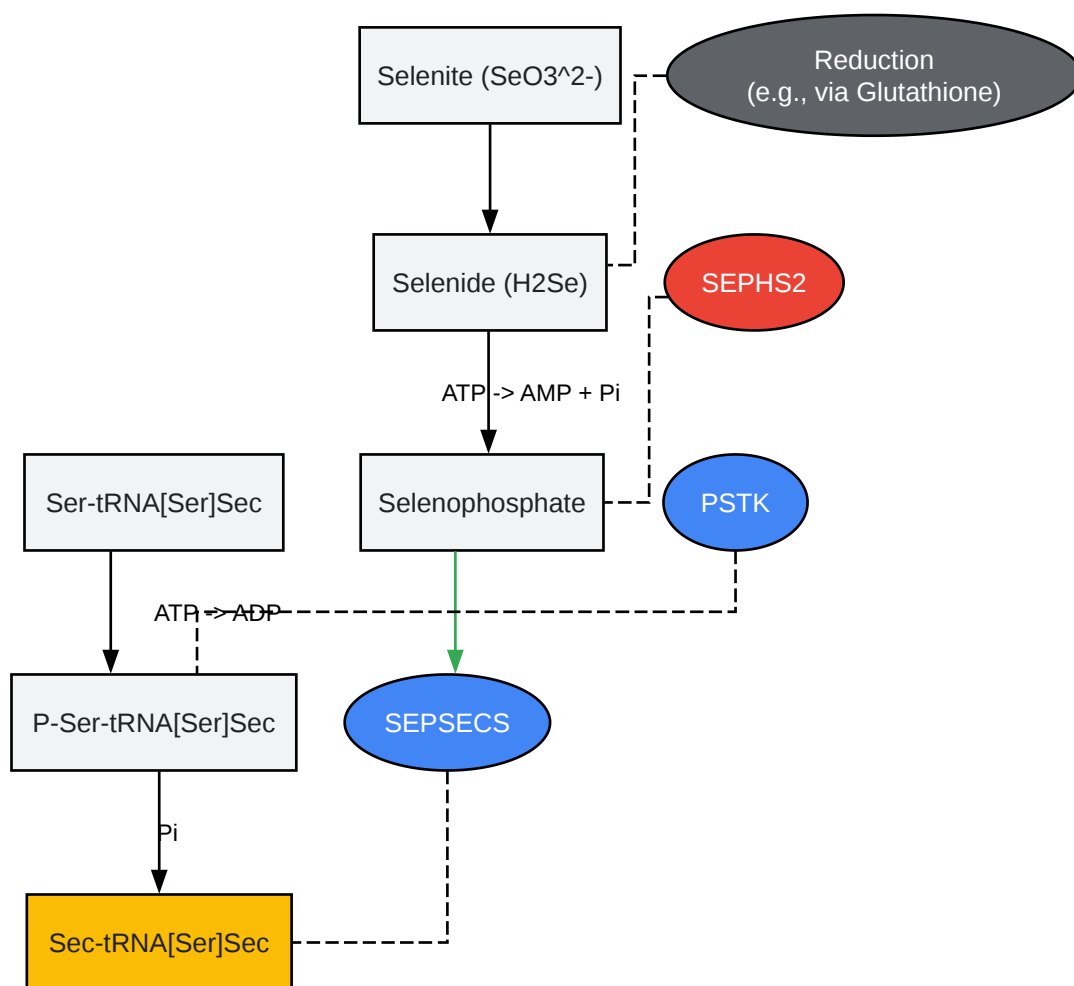 Selenite (SeO3^2-)
Reduction
(e.g., via Glutathione)
Selenide (H2Se)
SEPHS2
ATP -> AMP + Pi
Ser-tRNA[Ser]Sec
Selenophosphate
PSTK
ATP -> ADP
P-Ser-tRNA[Ser]Sec
SEPSECS
Pi
Sec-tRNA[Ser]Sec